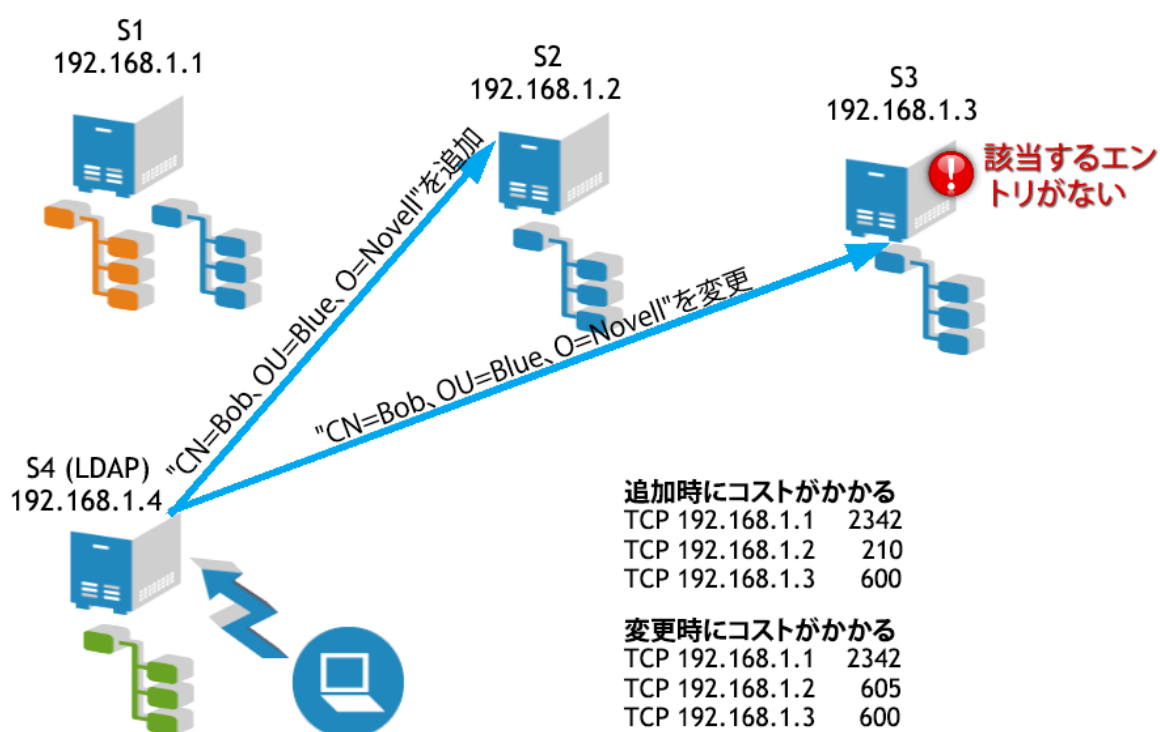 S1
192.168.1.1
S2
192.168.1.2
S3
192.168.1.3
該当するエン
トリがない
"CN=Bob、OU=Blue、O=Novell"を追加
"CN=Bob、OU=Blue、O=Novell"を変更
S4 (LDAP)
192.168.1.4
追加時にコストがかかる
TCP 192.168.1.1 2342
TCP 192.168.1.2 210
TCP 192.168.1.3 600
変更時にコストがかかる
TCP 192.168.1.1 2342
TCP 192.168.1.2 605
TCP 192.168.1.3 600